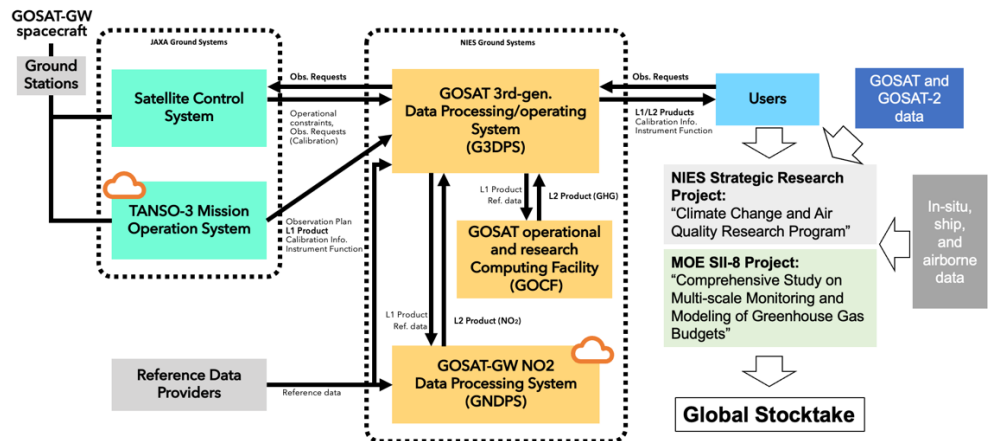 GOSAT-GW
spacecraft
Ground
Stations
JAXA Ground Systems
Satellite Control
System
TANSO-3 Mission
Operation System
Operational
constraints,
Obs. Requests
(Calibration)
Observation Plan
L1 Product
Calibration Info.
Instrument Function
NIES Ground Systems
Obs. Requests
GOSAT 3rd-gen.
Data Processing/operating
System
(G3DPS)
L1 Product
Ref. data
L2 Product (GHG)
GOSAT operational
and research
Computing Facility
(GOCF)
L1 Product
Ref. data
L2 Product (NO₂)
GOSAT-GW NO2
Data Processing System
(GNDPS)
Reference Data
Providers
Reference data
Obs. Requests
L1/L2 Products
Calibration Info.
Instrument Function
Users
GOSAT and
GOSAT-2
data
NIES Strategic Research
Project:
“Climate Change and Air
Quality Research Program”
MOE SII-8 Project:
“Comprehensive Study on
Multi-scale Monitoring and
Modeling of Greenhouse Gas
Budgets”
In-situ,
ship,
and
airborne
data
Global Stocktake